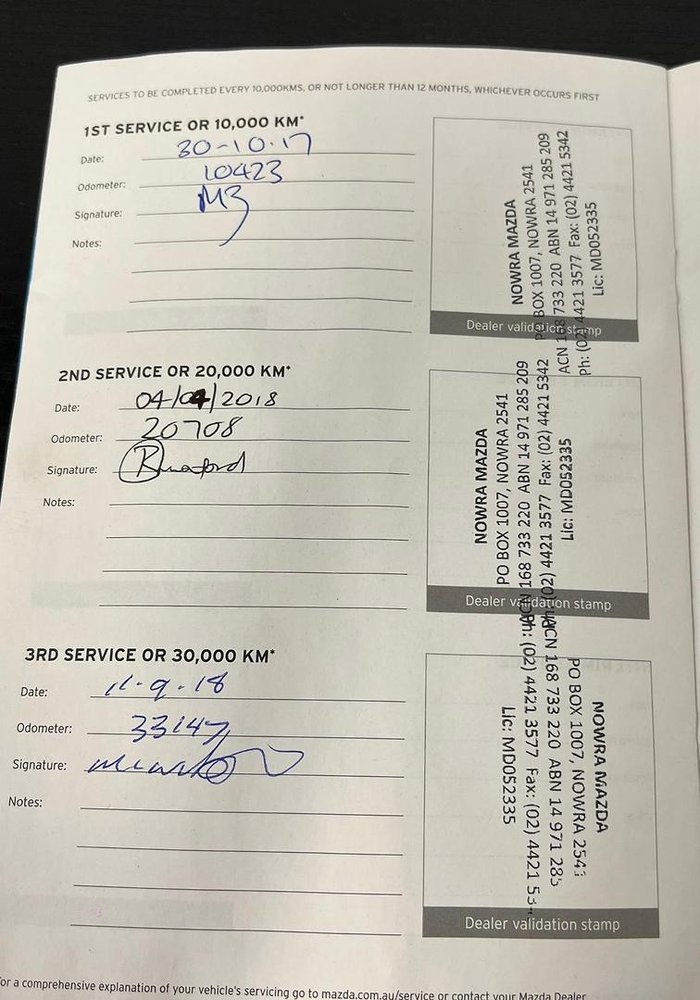 SERVICES TO BE COMPLETED EVERY 10,000KMS, OR NOT LONGER THAN 12 MONTHS, WHICHEVER OCCURS FIRST
1ST SERVICE OR 10,000 KM*
Date: 30-10-17
Odometer: 10423
Signature:
Notes:
NOWRA MAZDA
PO BOX 1007, NOWRA 2541
ACN 168 733 220 ABN 14 971 285 209
Ph: (02) 4421 3577 Fax: (02) 4421 5342
Lic: MD052335
Dealer validation stamp
2ND SERVICE OR 20,000 KM*
Date: 04/04/2018
Odometer: 20708
Signature:
Notes:
NOWRA MAZDA
PO BOX 1007, NOWRA 2541
ACN 168 733 220 ABN 14 971 285 209
Ph: (02) 4421 3577 Fax: (02) 4421 5342
Lic: MD052335
Dealer validation stamp
3RD SERVICE OR 30,000 KM*
Date: 11-9-18
Odometer: 33147
Signature:
Notes:
NOWRA MAZDA
PO BOX 1007, NOWRA 2541
ACN 168 733 220 ABN 14 971 285
Ph: (02) 4421 3577 Fax: (02) 4421 53
Lic: MD052335
Dealer validation stamp
or a comprehensive explanation of your vehicle's servicing go to mazda.com.au/service or contact your Mazda Dealer